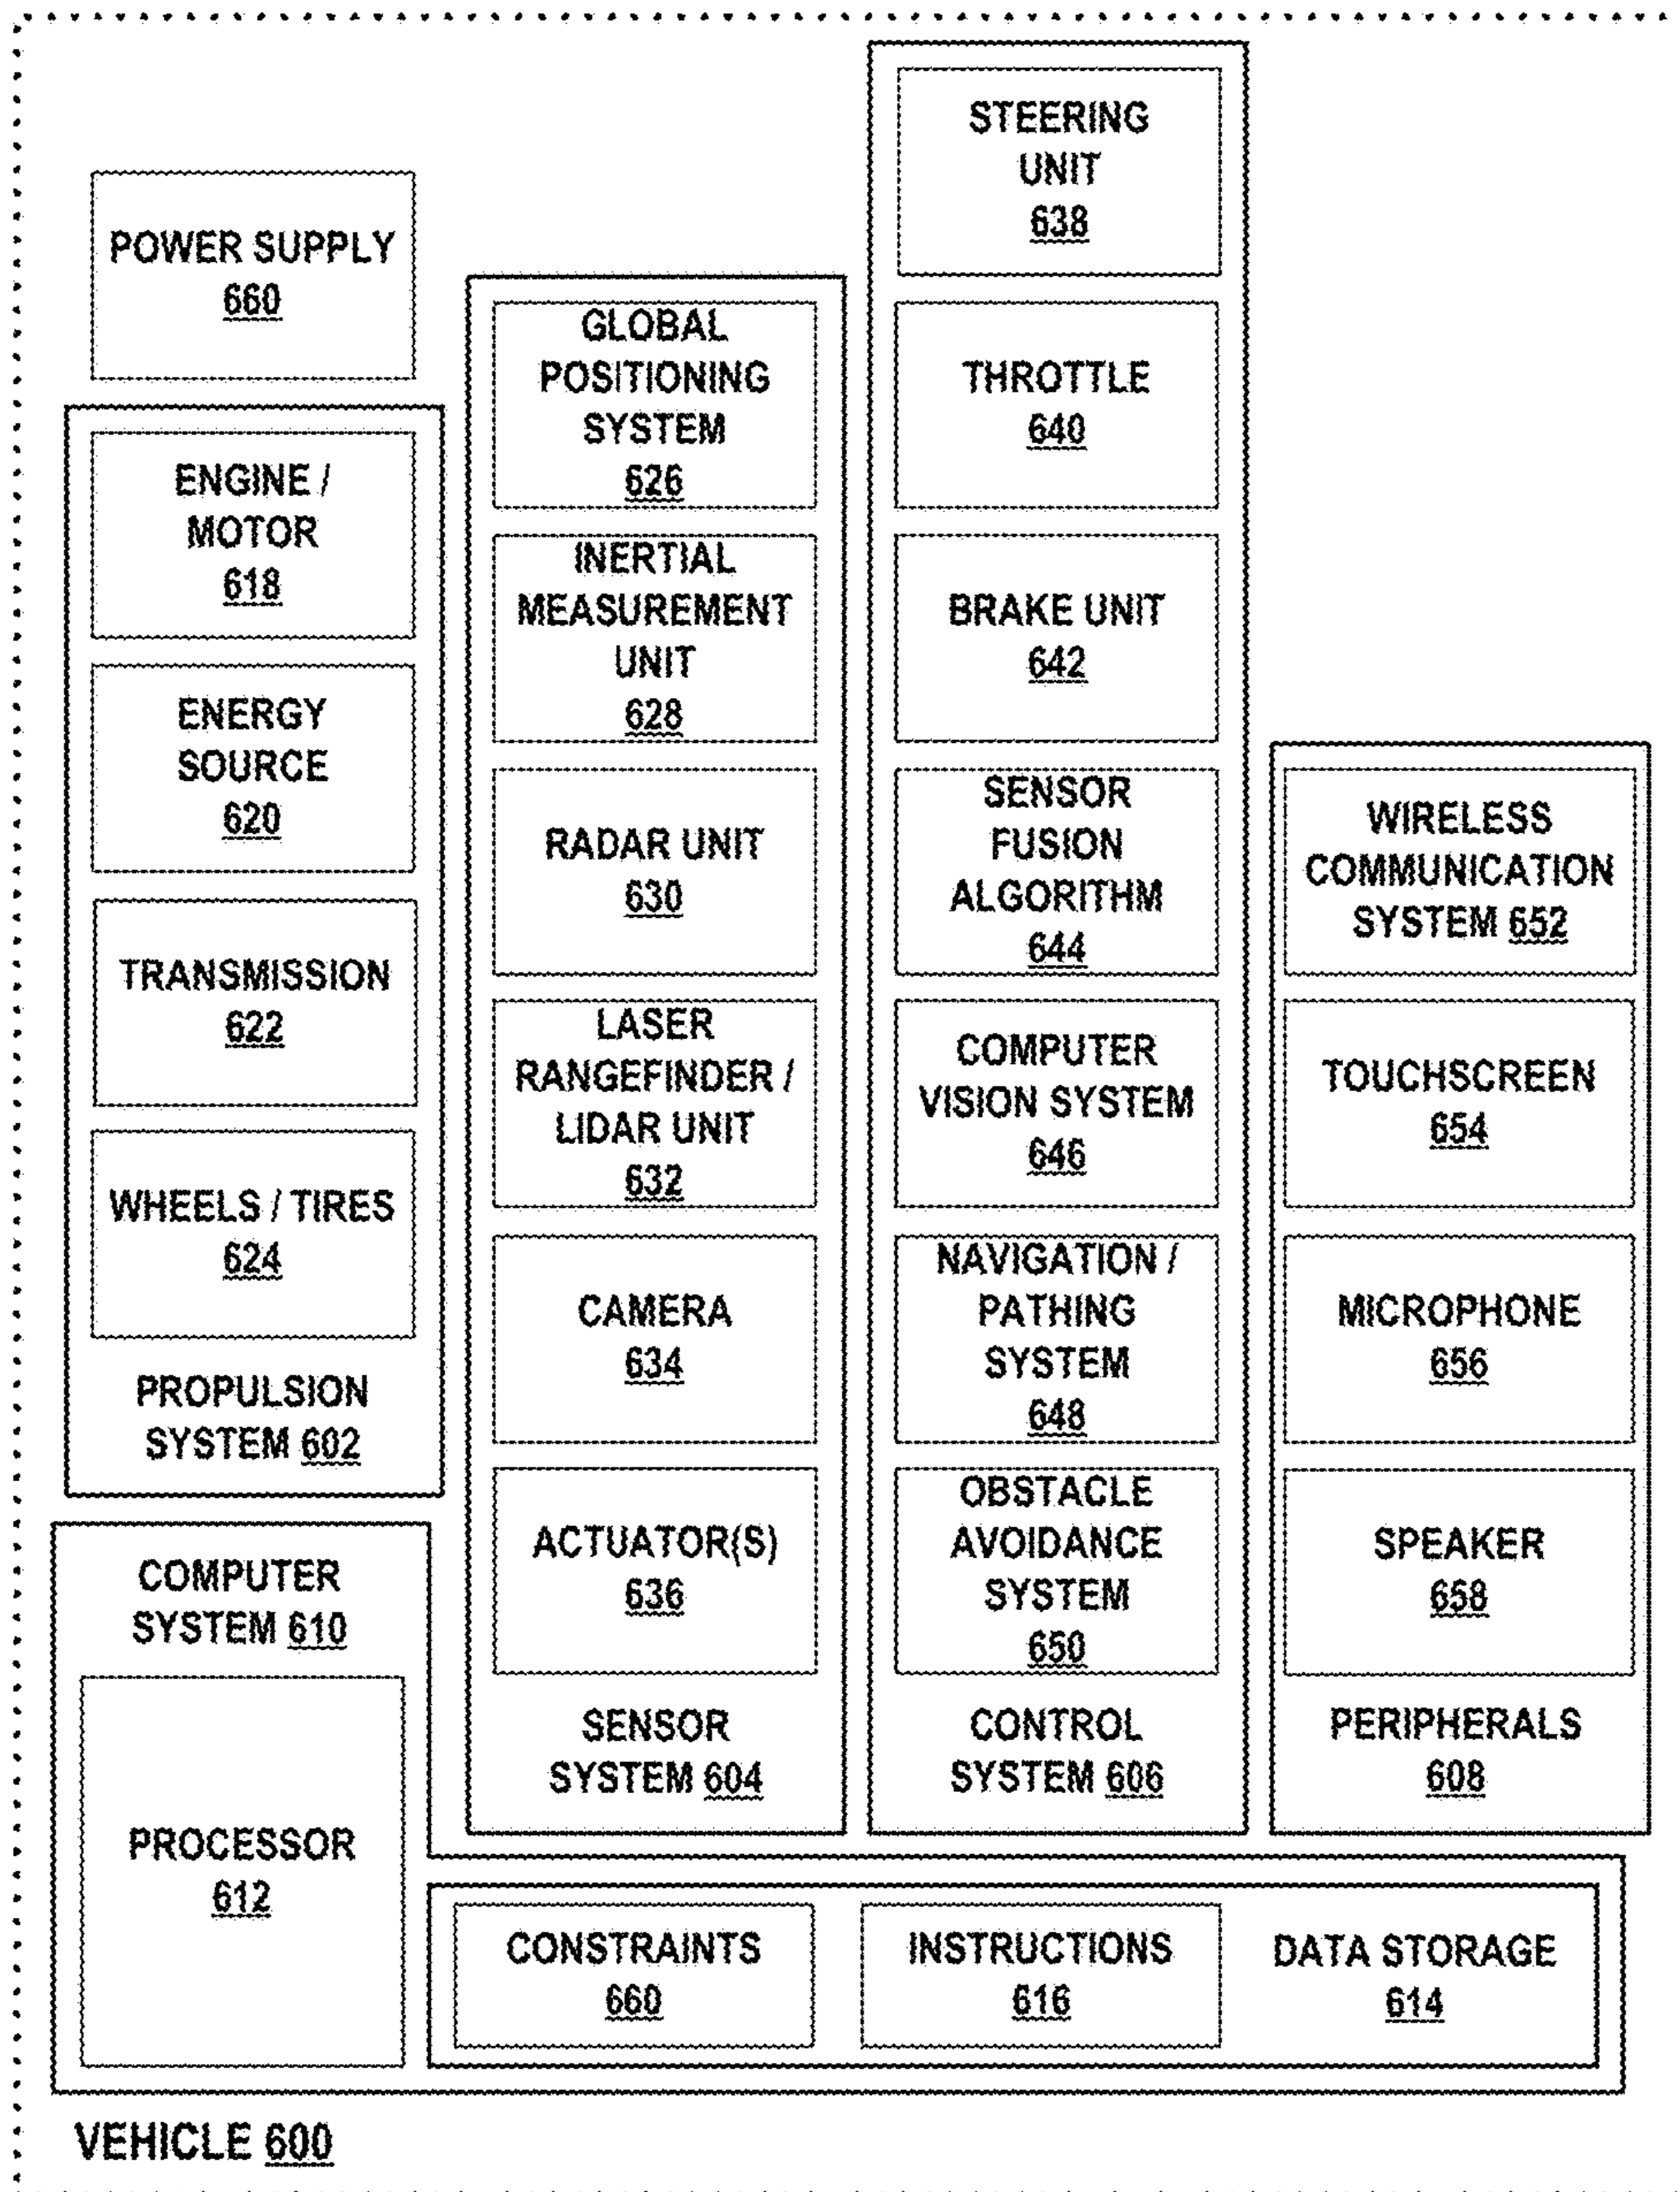 POWER SUPPLY
660
ENGINE /
MOTOR
618
ENERGY
SOURCE
620
TRANSMISSION
622
WHEELS / TIRES
624
PROPULSION
SYSTEM 602
GLOBAL
POSITIONING
SYSTEM
626
INERTIAL
MEASUREMENT
UNIT
628
RADAR UNIT
630
LASER
RANGEFINDER /
LIDAR UNIT
632
CAMERA
634
ACTUATOR(S)
636
SENSOR
SYSTEM 604
STEERING
UNIT
638
THROTTLE
640
BRAKE UNIT
642
SENSOR
FUSION
ALGORITHM
644
COMPUTER
VISION SYSTEM
646
NAVIGATION /
PATHING
SYSTEM
648
OBSTACLE
AVOIDANCE
SYSTEM
650
CONTROL
SYSTEM 606
WIRELESS
COMMUNICATION
SYSTEM 652
TOUCHSCREEN
654
MICROPHONE
656
SPEAKER
658
PERIPHERALS
608
COMPUTER
SYSTEM 610
PROCESSOR
612
CONSTRAINTS
660
INSTRUCTIONS
616
DATA STORAGE
614
VEHICLE 600